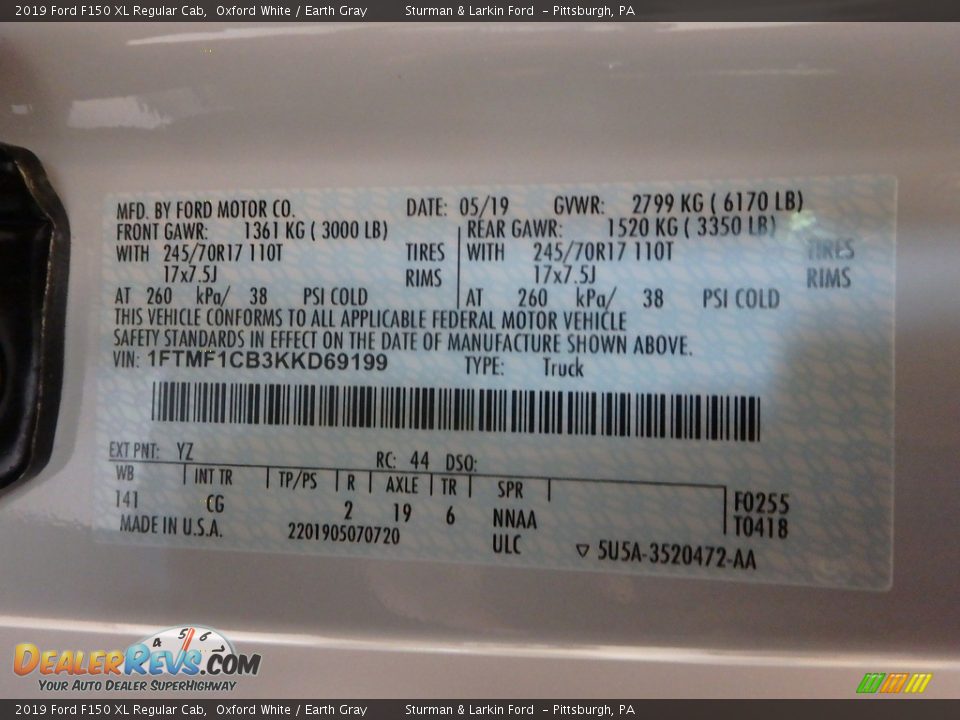 2019 Ford F150 XL Regular Cab, Oxford White / Earth Gray Sturman & Larkin Ford - Pittsburgh, PA
MFD. BY FORD MOTOR CO. DATE: 05/19 GVWR: 2799 KG ( 6170 LB)
FRONT GAWR: 1361 KG ( 3000 LB) REAR GAWR: 1520 KG ( 3350 LB)
WITH 245/70R17 110T TIRES WITH 245/70R17 110T TIRES
17x7.5J RIMS 17x7.5J RIMS
AT 260 kPa/ 38 PSI COLD AT 260 kPa/ 38 PSI COLD
THIS VEHICLE CONFORMS TO ALL APPLICABLE FEDERAL MOTOR VEHICLE
SAFETY STANDARDS IN EFFECT ON THE DATE OF MANUFACTURE SHOWN ABOVE.
VIN: 1FTMF1CB3KKD69199 TYPE: Truck
EXT PNT: YZ RC: 44 DSO:
WB INT TR TP/PS R AXLE TR SPR
141 CG 2 19 6 NNAA F0255
MADE IN U.S.A. 2201905070720 ULC T0418
▽ 5U5A-3520472-AA
4 5 6 7
DEALERREVS.COM
YOUR AUTO DEALER SUPERHIGHWAY
2019 Ford F150 XL Regular Cab, Oxford White / Earth Gray Sturman & Larkin Ford - Pittsburgh, PA